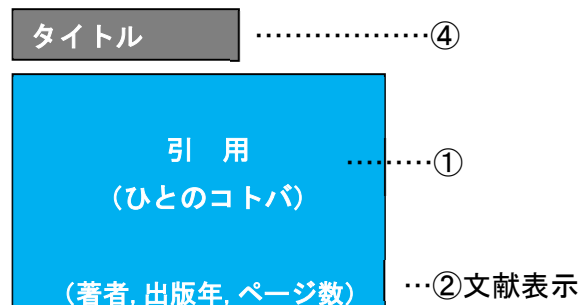 タイトル ………………④
引　用 ………①
（ひとのコトバ）
（著者, 出版年, ページ数） …②文献表示